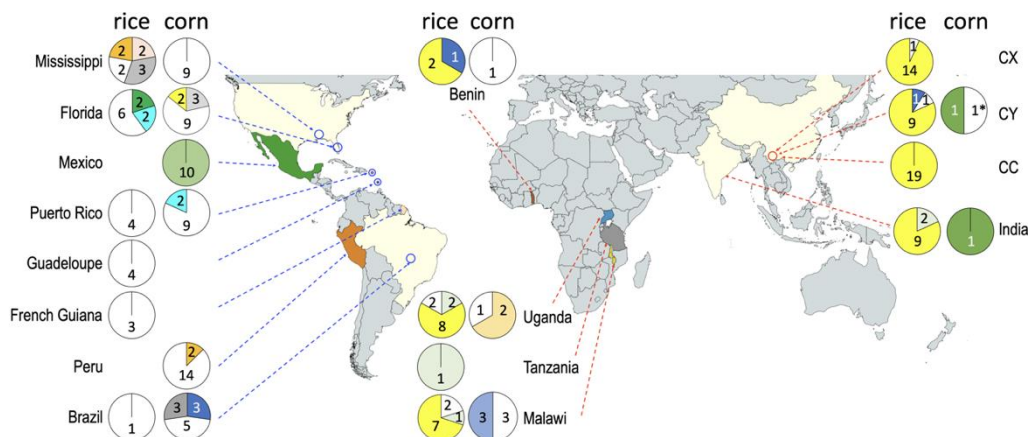 rice corn
rice corn
rice corn
Mississippi 2 2 2 3 9
Florida 6 2 2 2 3 9
Mexico 10
Puerto Rico 4 2 9
Guadeloupe 4
French Guiana 3
Peru 2 14
Brazil 1 3 3 5
2 1 1
Benin
2 2 8 1 2 Uganda
1 Tanzania
2 1 7 3 3 Malawi
1 14 CX
1 1 9 1 1* CY
19 CC
2 9 1 India